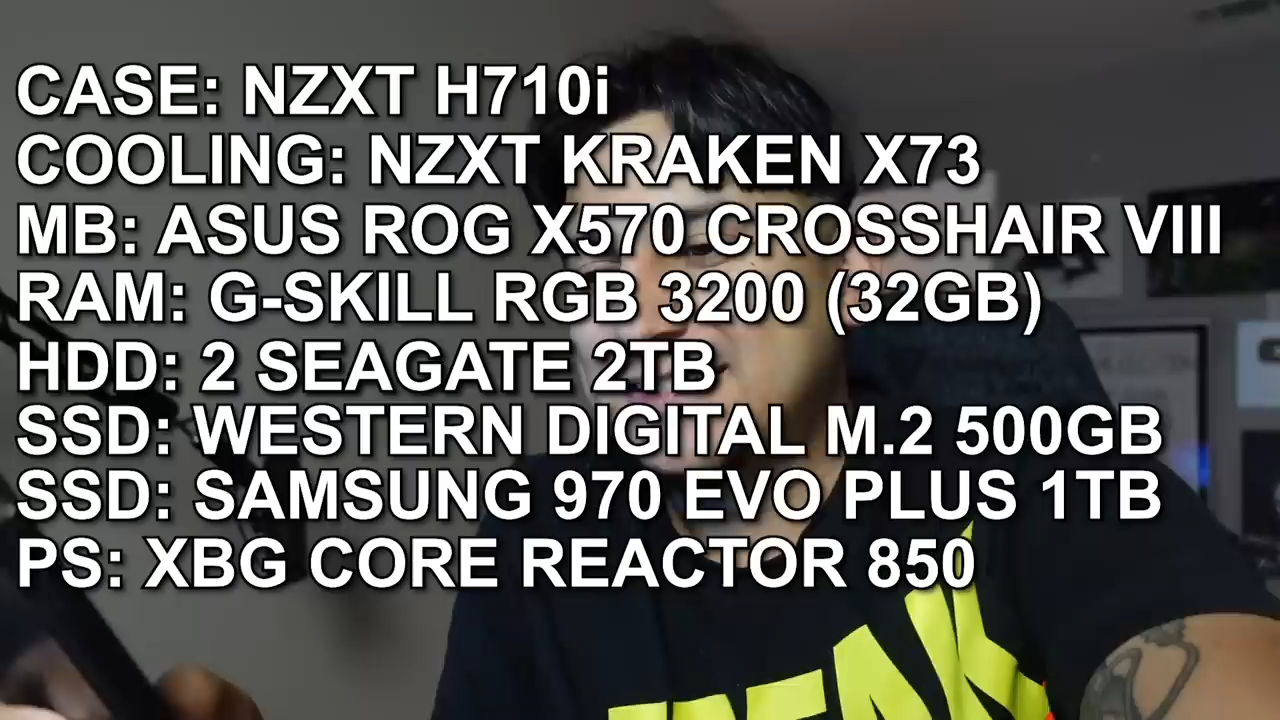 CASE: NZXT H710i
COOLING: NZXT KRAKEN X73
MB: ASUS ROG X570 CROSSHAIR VIII
RAM: G-SKILL RGB 3200 (32GB)
HDD: 2 SEAGATE 2TB
SSD: WESTERN DIGITAL M.2 500GB
SSD: SAMSUNG 970 EVO PLUS 1TB
PS: XBG CORE REACTOR 850